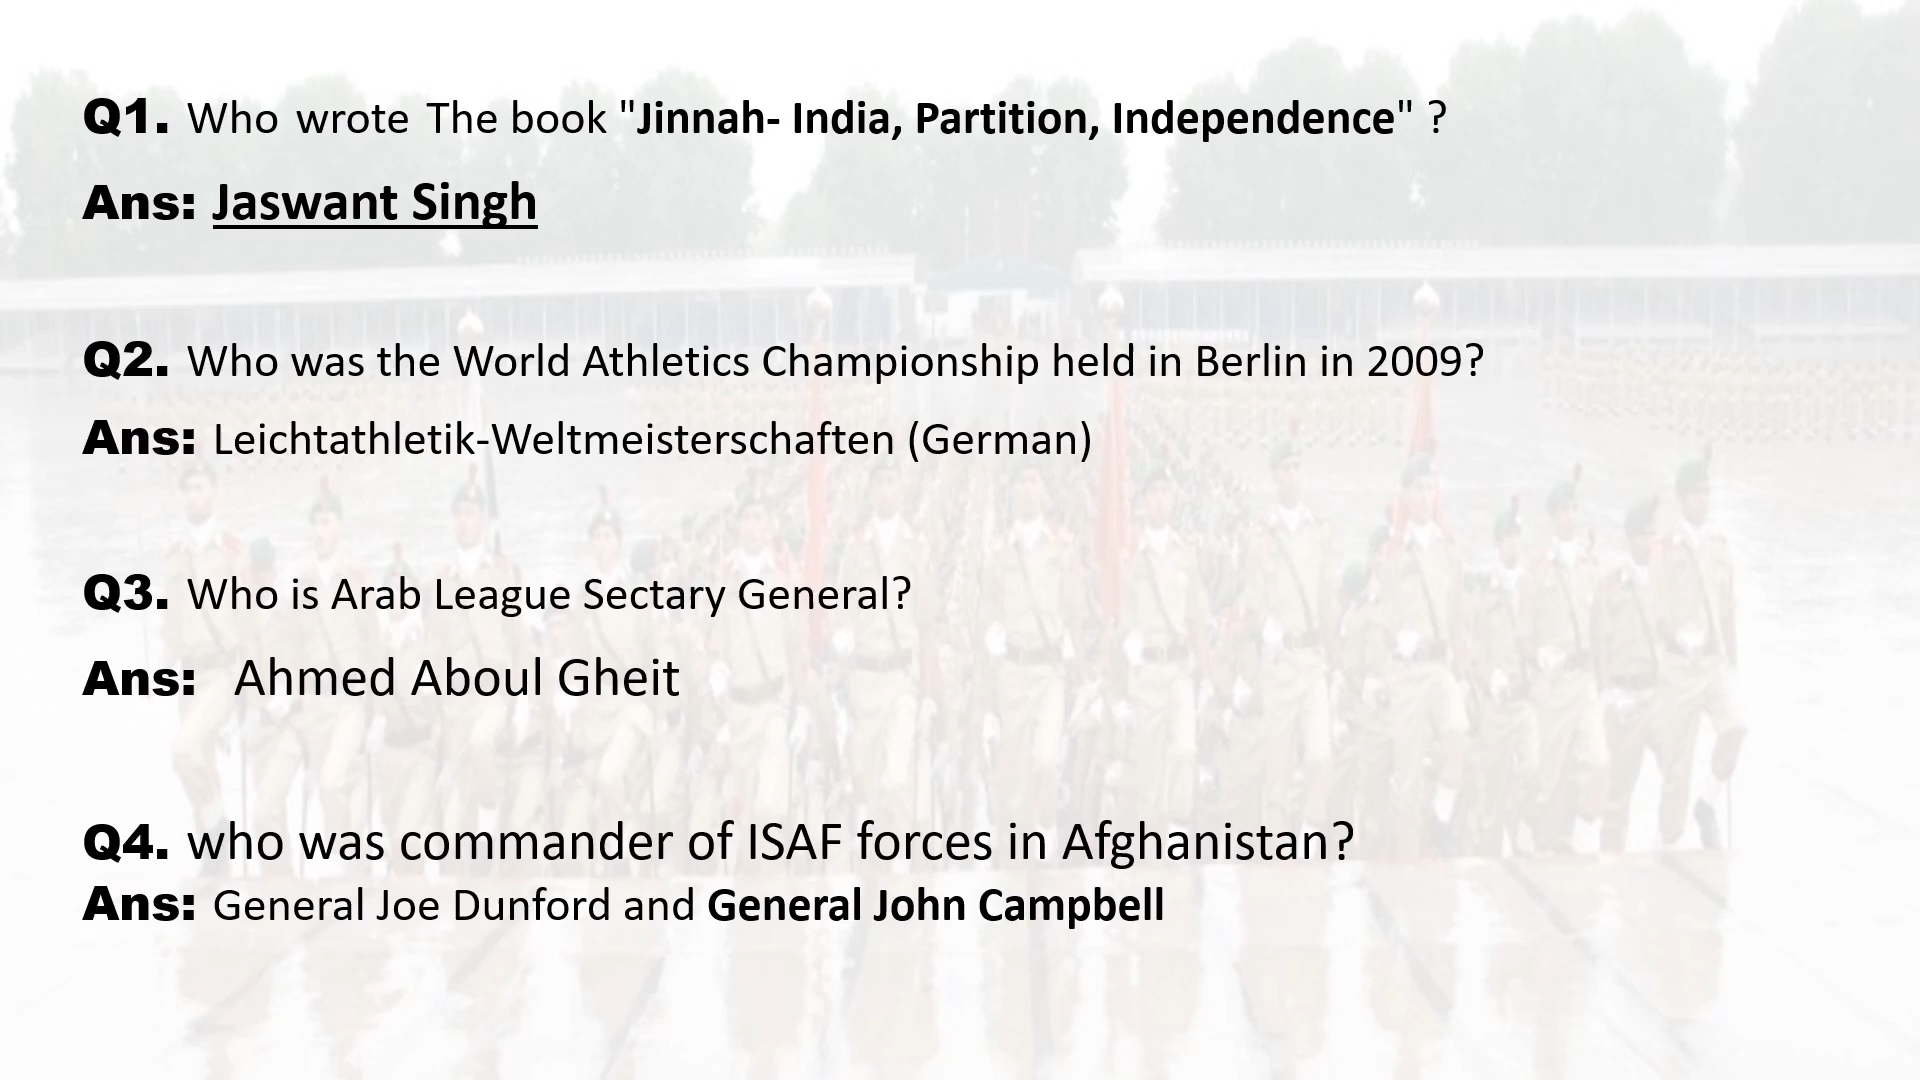 Q1. Who wrote The book "Jinnah- India, Partition, Independence" ?
Ans: Jaswant Singh
Q2. Who was the World Athletics Championship held in Berlin in 2009?
Ans: Leichtathletik-Weltmeisterschaften (German)
Q3. Who is Arab League Sectary General?
Ans: Ahmed Aboul Gheit
Q4. who was commander of ISAF forces in Afghanistan?
Ans: General Joe Dunford and General John Campbell